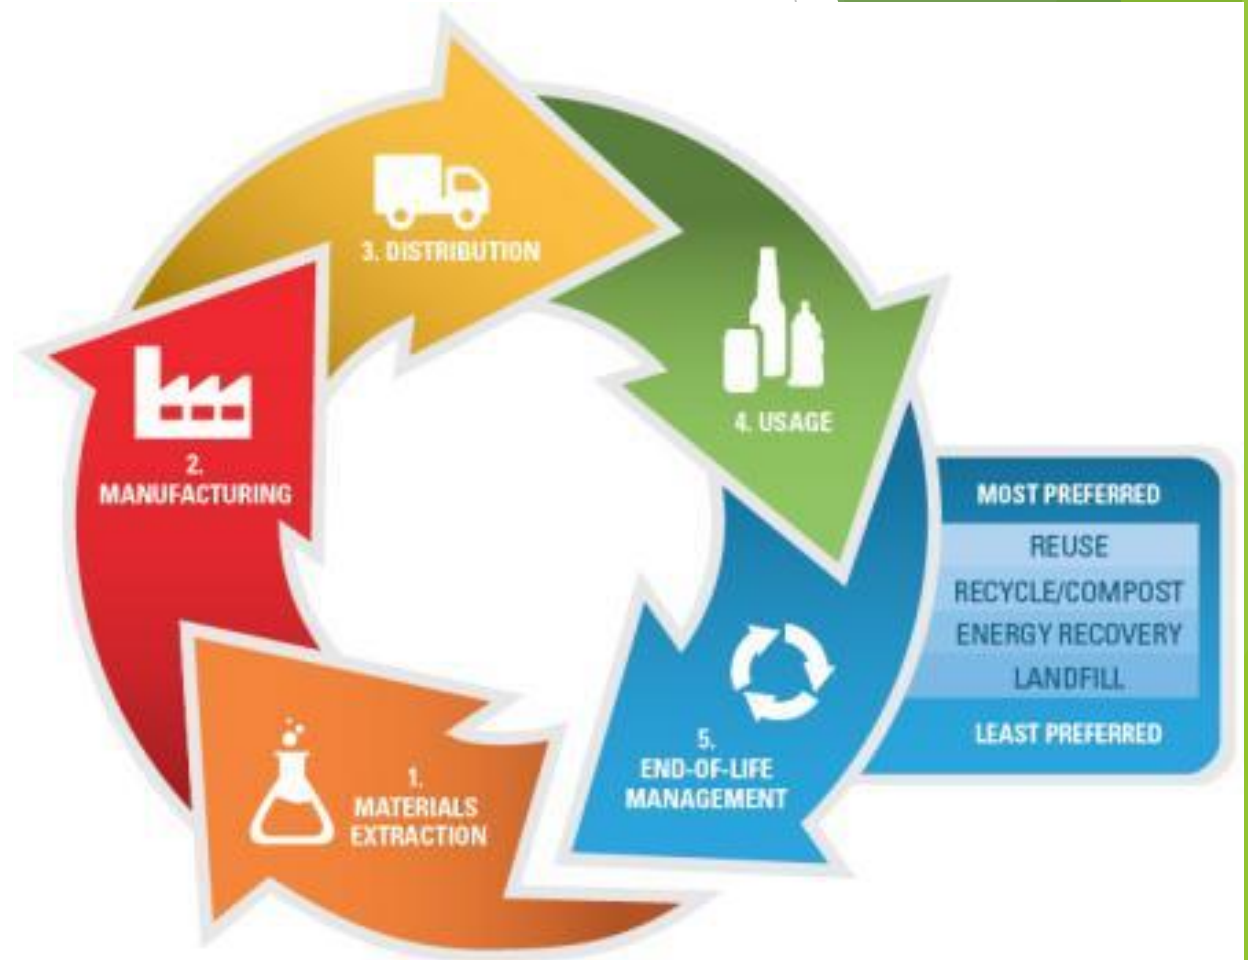 3. DISTRIBUTION
4. USAGE
2.
MANUFACTURING
MOST PREFERRED
REUSE
RECYCLE/COMPOST
ENERGY RECOVERY
LANDFILL
LEAST PREFERRED
5.
END-OF-LIFE
MANAGEMENT
1.
MATERIALS
EXTRACTION